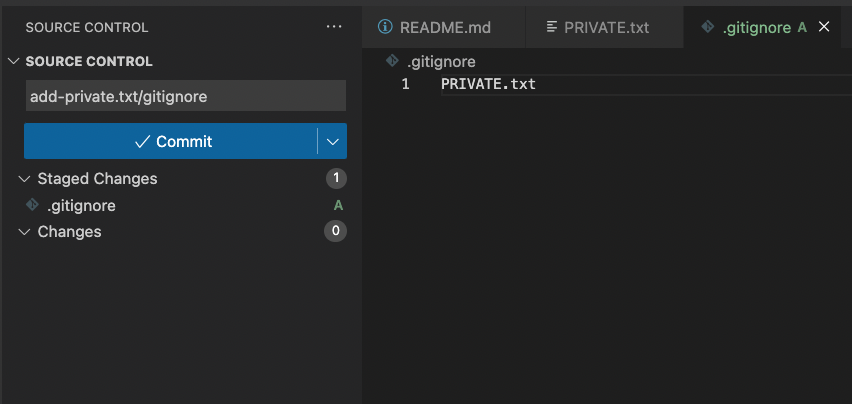 SOURCE CONTROL ···
SOURCE CONTROL
add-private.txt/gitignore
Commit
Staged Changes 1
.gitignore A
Changes 0
README.md PRIVATE.txt .gitignore A
.gitignore
1 PRIVATE.txt